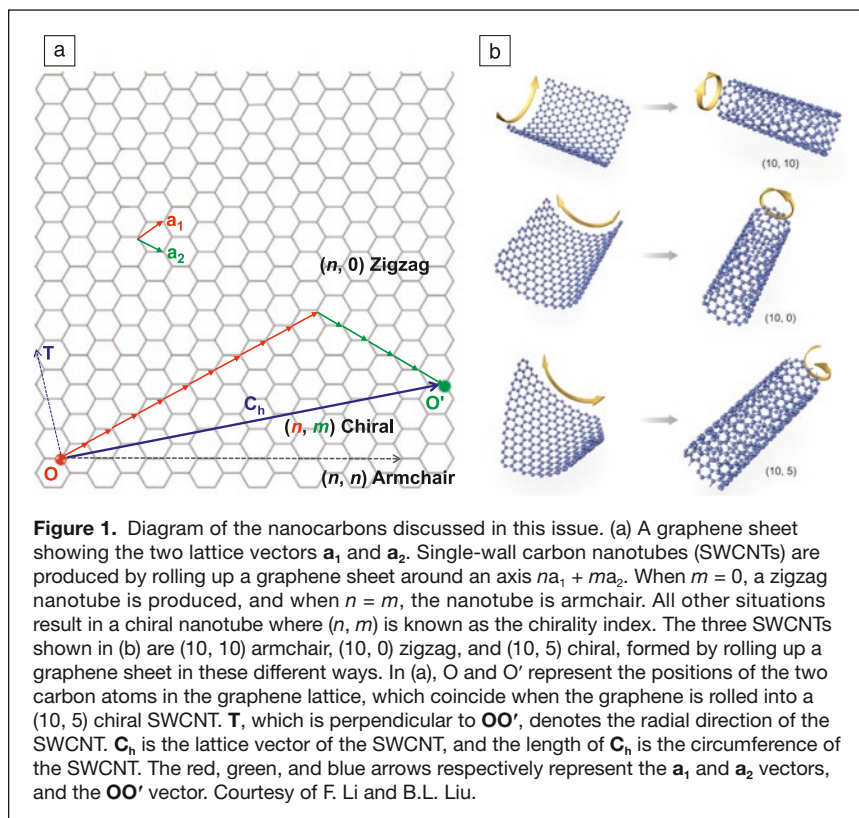 a
b
a1
a2
(n, 0) Zigzag
T
Ch
O'
(n, m) Chiral
O
(n, n) Armchair
(10, 10)
(10, 0)
(10, 5)
Figure 1. Diagram of the nanocarbons discussed in this issue. (a) A graphene sheet
showing the two lattice vectors a1 and a2. Single-wall carbon nanotubes (SWCNTs) are
produced by rolling up a graphene sheet around an axis na1 + ma2. When m = 0, a zigzag
nanotube is produced, and when n = m, the nanotube is armchair. All other situations
result in a chiral nanotube where (n, m) is known as the chirality index. The three SWCNTs
shown in (b) are (10, 10) armchair, (10, 0) zigzag, and (10, 5) chiral, formed by rolling up a
graphene sheet in these different ways. In (a), O and O′ represent the positions of the two
carbon atoms in the graphene lattice, which coincide when the graphene is rolled into a
(10, 5) chiral SWCNT. T, which is perpendicular to OO′, denotes the radial direction of the
SWCNT. Ch is the lattice vector of the SWCNT, and the length of Ch is the circumference of
the SWCNT. The red, green, and blue arrows respectively represent the a1 and a2 vectors,
and the OO′ vector. Courtesy of F. Li and B.L. Liu.